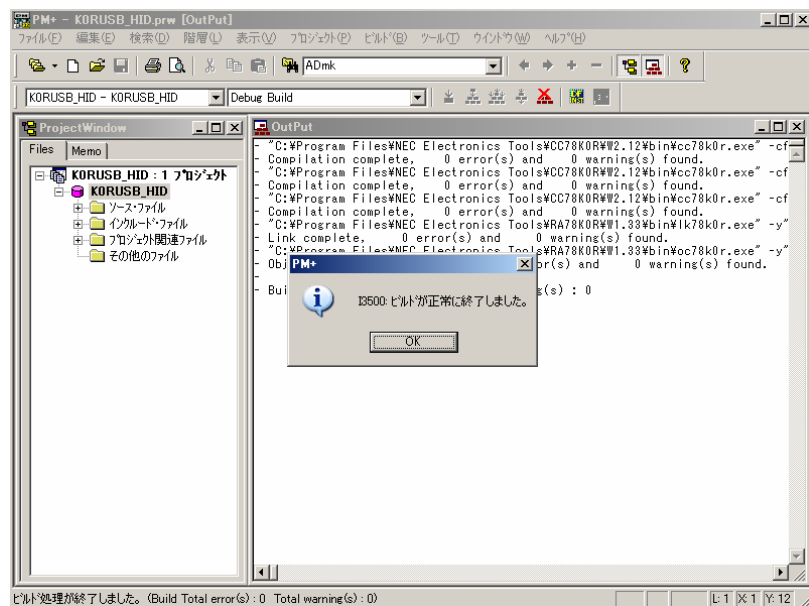 PM+ - K0RUSB_HID.prw [OutPut]
ファイル(F) 編集(E) 検索(D) 階層(L) 表示(V) プロジェクト(P) ビルド(B) ツール(T) ウインドウ(W) ヘルプ(H)
ADmk
K0RUSB_HID - K0RUSB_HID Debug Build
ProjectWindow
Files Memo
K0RUSB_HID : 1 プロジェクト
K0RUSB_HID
ソース・ファイル
インクルード・ファイル
プロジェクト関連ファイル
その他のファイル
OutPut
- "C:¥Program Files¥NEC Electronics Tools¥CC78K0R¥W2.12¥bin¥cc78k0r.exe" -cf
- Compilation complete, 0 error(s) and 0 warning(s) found.
- "C:¥Program Files¥NEC Electronics Tools¥CC78K0R¥W2.12¥bin¥cc78k0r.exe" -cf
- Compilation complete, 0 error(s) and 0 warning(s) found.
- "C:¥Program Files¥NEC Electronics Tools¥CC78K0R¥W2.12¥bin¥cc78k0r.exe" -cf
- Compilation complete, 0 error(s) and 0 warning(s) found.
- "C:¥Program Files¥NEC Electronics Tools¥RA78K0R¥W1.33¥bin¥lk78k0r.exe" -y"
- Link complete, 0 error(s) and 0 warning(s) found.
- "C:¥Program Files¥NEC Electronics Tools¥RA78K0R¥W1.33¥bin¥oc78k0r.exe" -y"
- Obj or(s) and 0 warning(s) found.
-
- Bui g(s) : 0
PM+
I3500: ビルドが正常に終了しました。
OK
ビルド処理が終了しました。(Build Total error(s) : 0 Total warning(s) : 0)
L: 1 X: 1 Y: 12